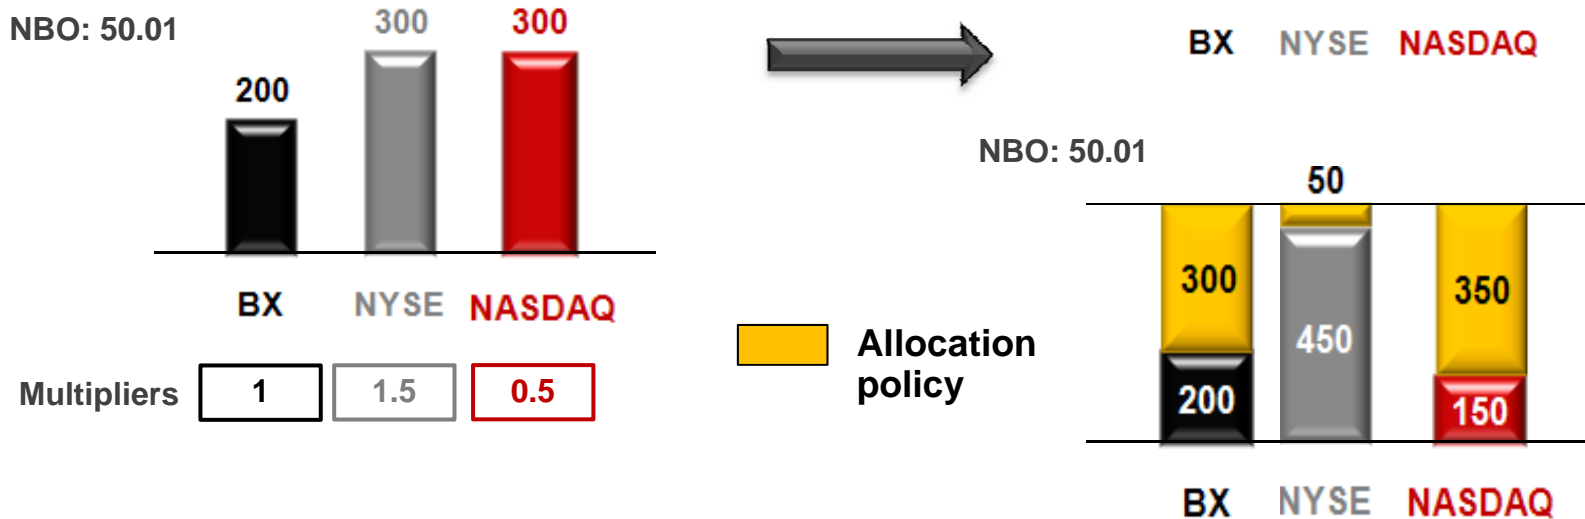 NBO: 50.01
200
300
300
BX NYSE NASDAQ
Multipliers 1 1.5 0.5
BX NYSE NASDAQ
NBO: 50.01
50
300
350
450
200
150
BX NYSE NASDAQ
Allocation
policy